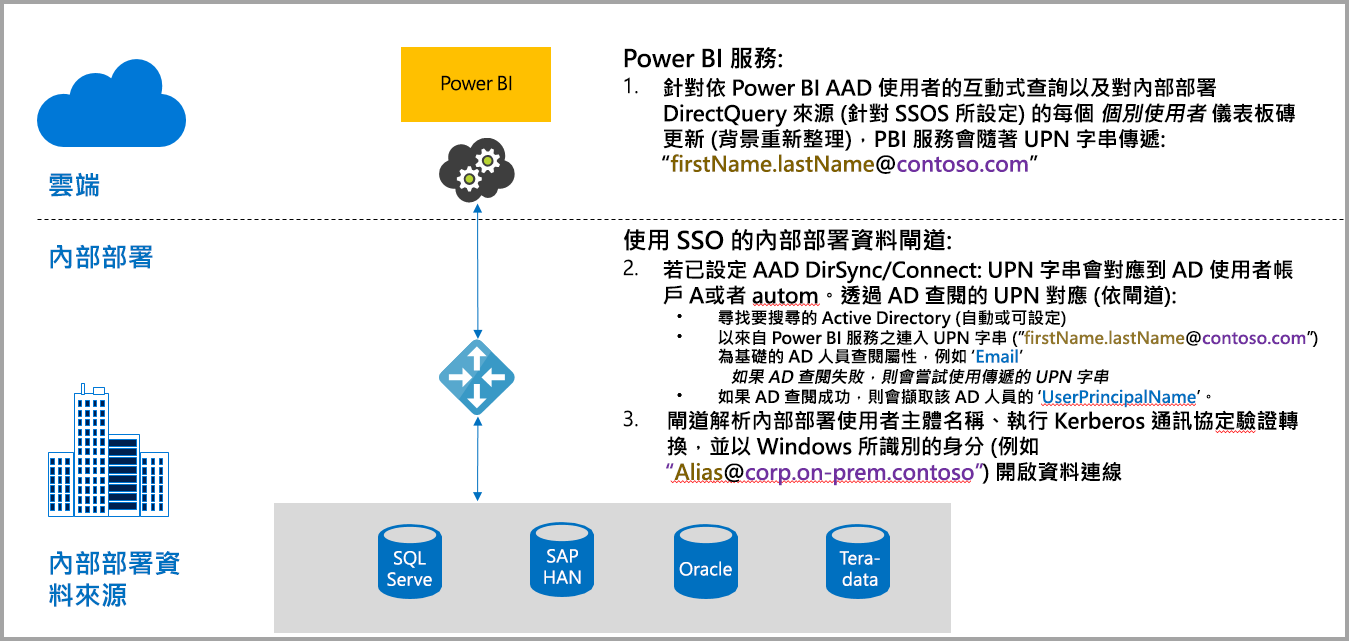 Power BI
雲端
Power BI 服務:
1. 針對依 Power BI AAD 使用者的互動式查詢以及對內部部署
DirectQuery 來源 (針對 SSOS 所設定) 的每個 個別使用者 儀表板磚
更新 (背景重新整理)，PBI 服務會隨著 UPN 字串傳遞:
“firstName.lastName@contoso.com”
內部部署
使用 SSO 的內部部署資料閘道:
2. 若已設定 AAD DirSync/Connect: UPN 字串會對應到 AD 使用者帳
戶 A或者 autom。透過 AD 查閱的 UPN 對應 (依閘道):
• 尋找要搜尋的 Active Directory (自動或可設定)
• 以來自 Power BI 服務之連入 UPN 字串 (”firstName.lastName@contoso.com”)
為基礎的 AD 人員查閱屬性，例如 ‘Email’
如果 AD 查閱失敗，則會嘗試使用傳遞的 UPN 字串
• 如果 AD 查閱成功，則會擷取該 AD 人員的 ‘UserPrincipalName’。
3. 閘道解析內部部署使用者主體名稱、執行 Kerberos 通訊協定驗證轉
換，並以 Windows 所識別的身分 (例如
“Alias@corp.on-prem.contoso”) 開啟資料連線
內部部署資
料來源
SQL
Serve
SAP
HAN
Oracle
Tera-
data